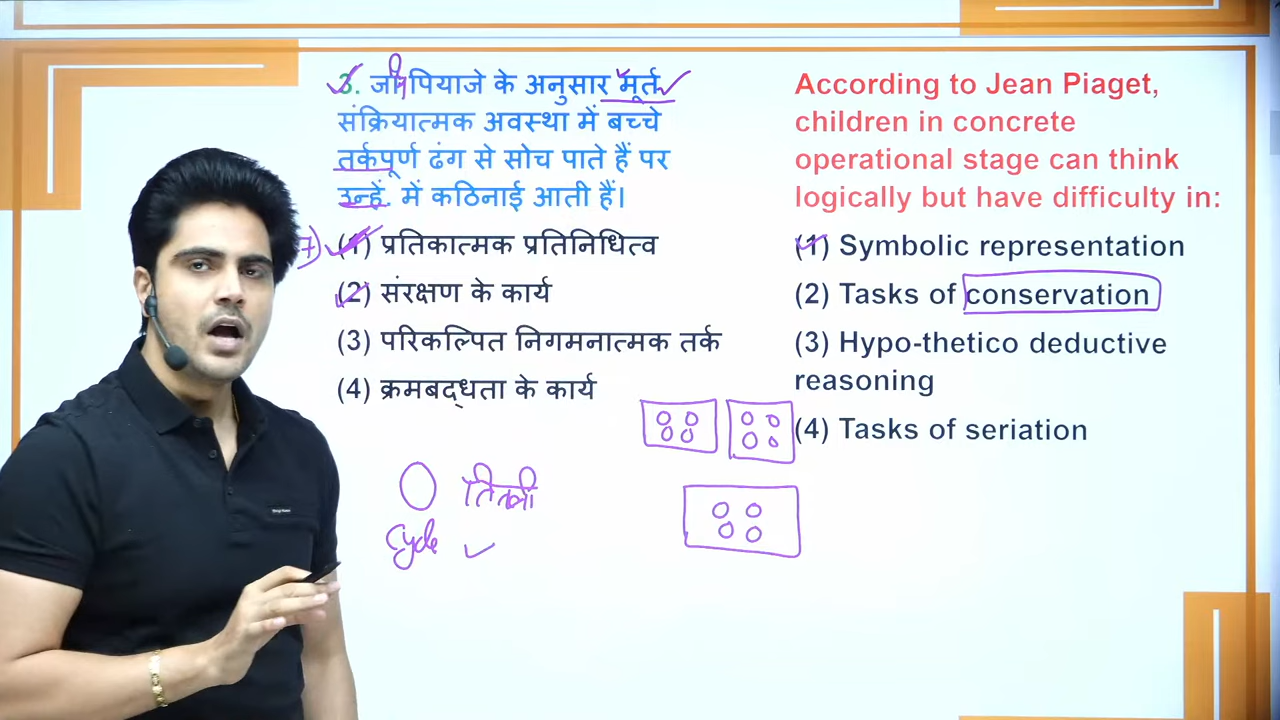 3. जीन पियाजे के अनुसार मूर्त
संक्रियात्मक अवस्था में बच्चे
तर्कपूर्ण ढंग से सोच पाते हैं पर
उन्हें. में कठिनाई आती हैं।
(1) प्रतिकात्मक प्रतिनिधित्व
(2) संरक्षण के कार्य
(3) परिकल्पित निगमनात्मक तर्क
(4) क्रमबद्धता के कार्य
तितली
Cycle
According to Jean Piaget,
children in concrete
operational stage can think
logically but have difficulty in:
(1) Symbolic representation
(2) Tasks of conservation
(3) Hypo-thetico deductive
reasoning
(4) Tasks of seriation